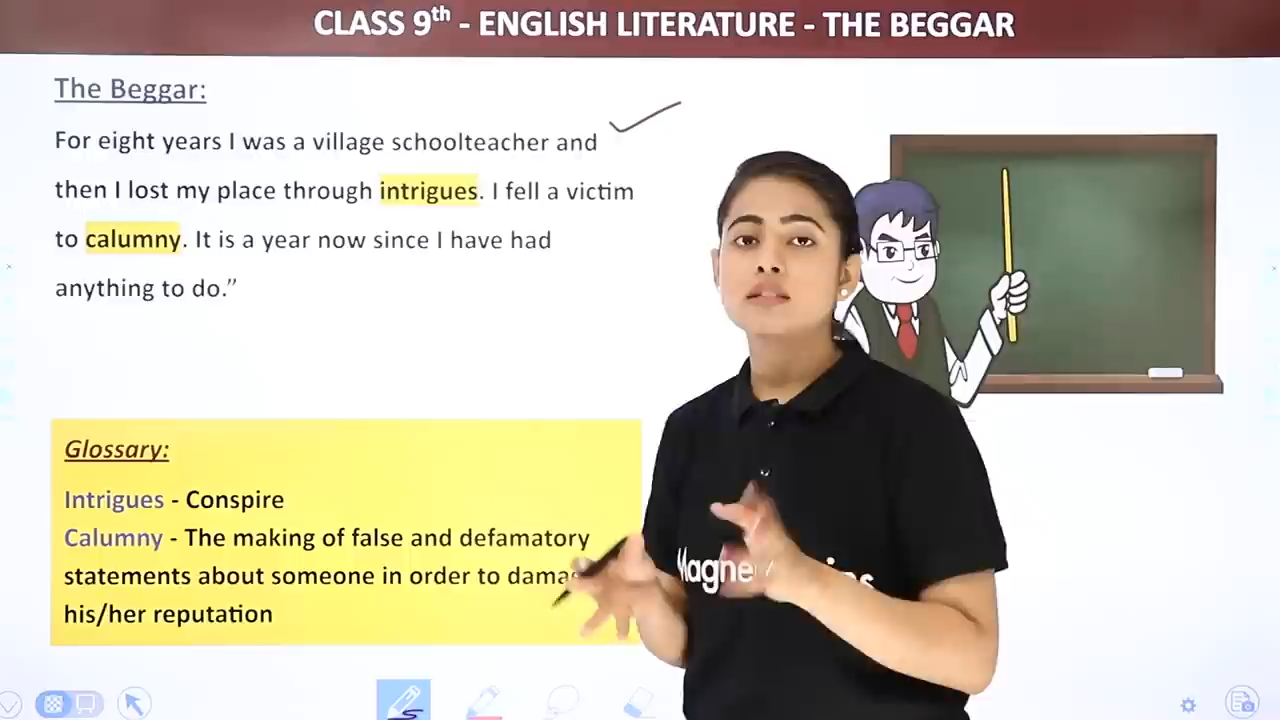 CLASS 9th - ENGLISH LITERATURE - THE BEGGAR
The Beggar:
For eight years I was a village schoolteacher and
then I lost my place through intrigues. I fell a victim
to calumny. It is a year now since I have had
anything to do.”
Glossary:
Intrigues - Conspire
Calumny - The making of false and defamatory
statements about someone in order to
his/her reputation